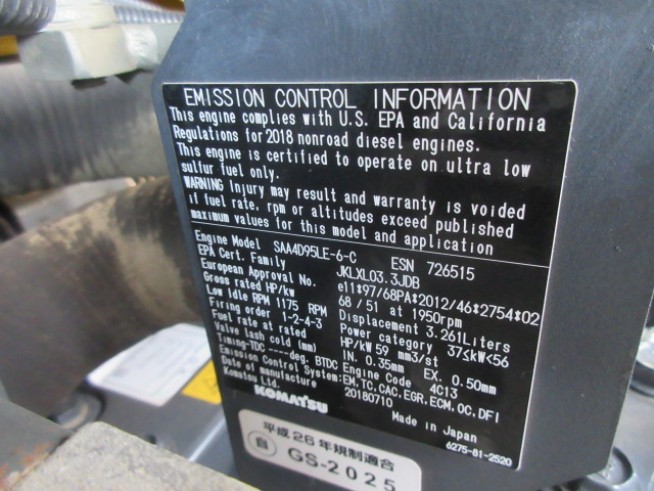 EMISSION CONTROL INFORMATION
This engine complies with U.S. EPA and California
Regulations for 2018 nonroad diesel engines.
This engine is certified to operate on ultra low
sulfur fuel only.
WARNING Injury may result and warranty is voided
if fuel rate, rpm or altitudes exceed published
maximum values for this model and application
Engine Model SAA4D95LE-6-C ESN 726515
EPA Cert. Family JKLXL03.3JDB
European Approval No. e11*97/68PA*2012/46*2754*02
Gross HP/kw 68 / 51 at 1950rpm
Low Idle RPM 1175 RPM Displacement 3.261Liters
Firing order 1-2-4-3 Power category 37≤kW<56
Fuel rate at rated HP/kW 59 mm3/st
Valve lash cold (mm) IN. 0.35mm EX. 0.50mm
Timing-TDC ----deg. BTDC Engine Code 4C13
Emission Control System:EM,TC,CAC,EGR,ECM,OC,DFI
Date of manufacture 20180710
Komatsu Ltd.
KOMATSU Made in Japan
6275-81-2520
平成26年規制適合
自 GS-2025